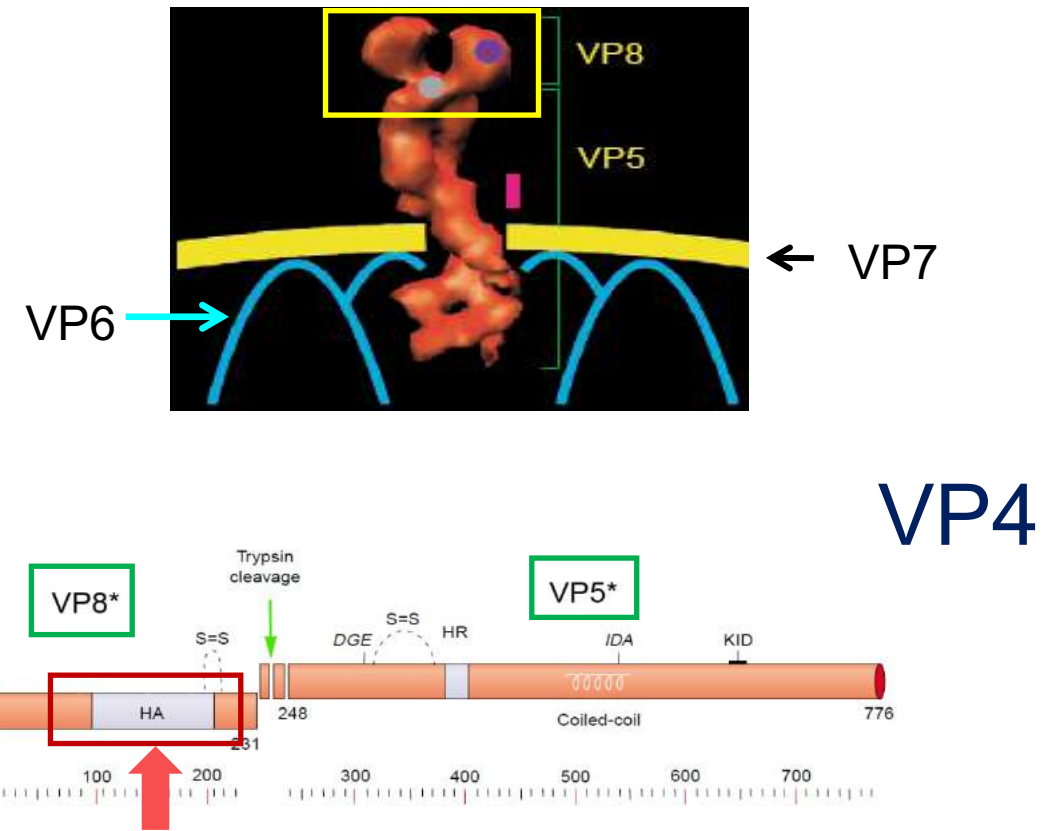 VP8
VP5
VP7
VP6
VP4
Trypsin
cleavage
VP8*
VP5*
S=S
DGE
S=S
HR
IDA
KID
HA
231
248
Coiled-coil
776
100
200
300
400
500
600
700